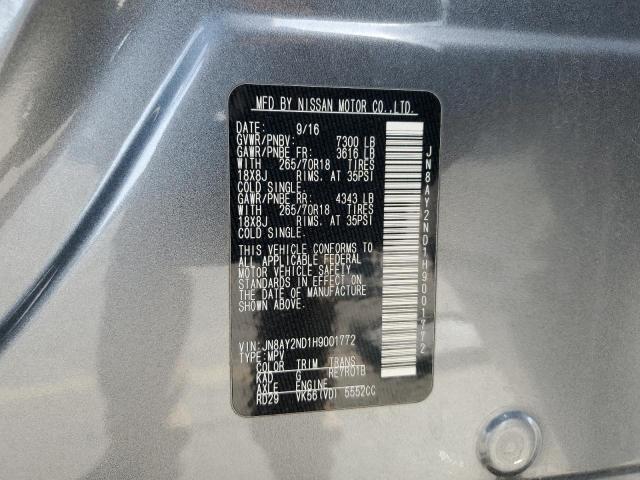 MFD BY NISSAN MOTOR CO.,LTD.
DATE: 9/16
GVWR/PNBV: 7300 LB
GAWR/PNBE FR: 3616 LB
WITH 265/70R18 TIRES
18X8J RIMS. AT 35PSI
COLD SINGLE.
GAWR/PNBE RR: 4343 LB
WITH 265/70R18 TIRES
18X8J RIMS. AT 35PSI
COLD SINGLE.
THIS VEHICLE CONFORMS TO
ALL APPLICABLE FEDERAL
MOTOR VEHICLE SAFETY
STANDARDS IN EFFECT ON
THE DATE OF MANUFACTURE
SHOWN ABOVE.
VIN: JN8AY2ND1H9001772
TYPE: MPV
COLOR TRIM TRANS
KAD G RE7R01B
AXLE ENGINE
RD29 VK56(VD) 5552CC
JN8AY2ND1H9001772